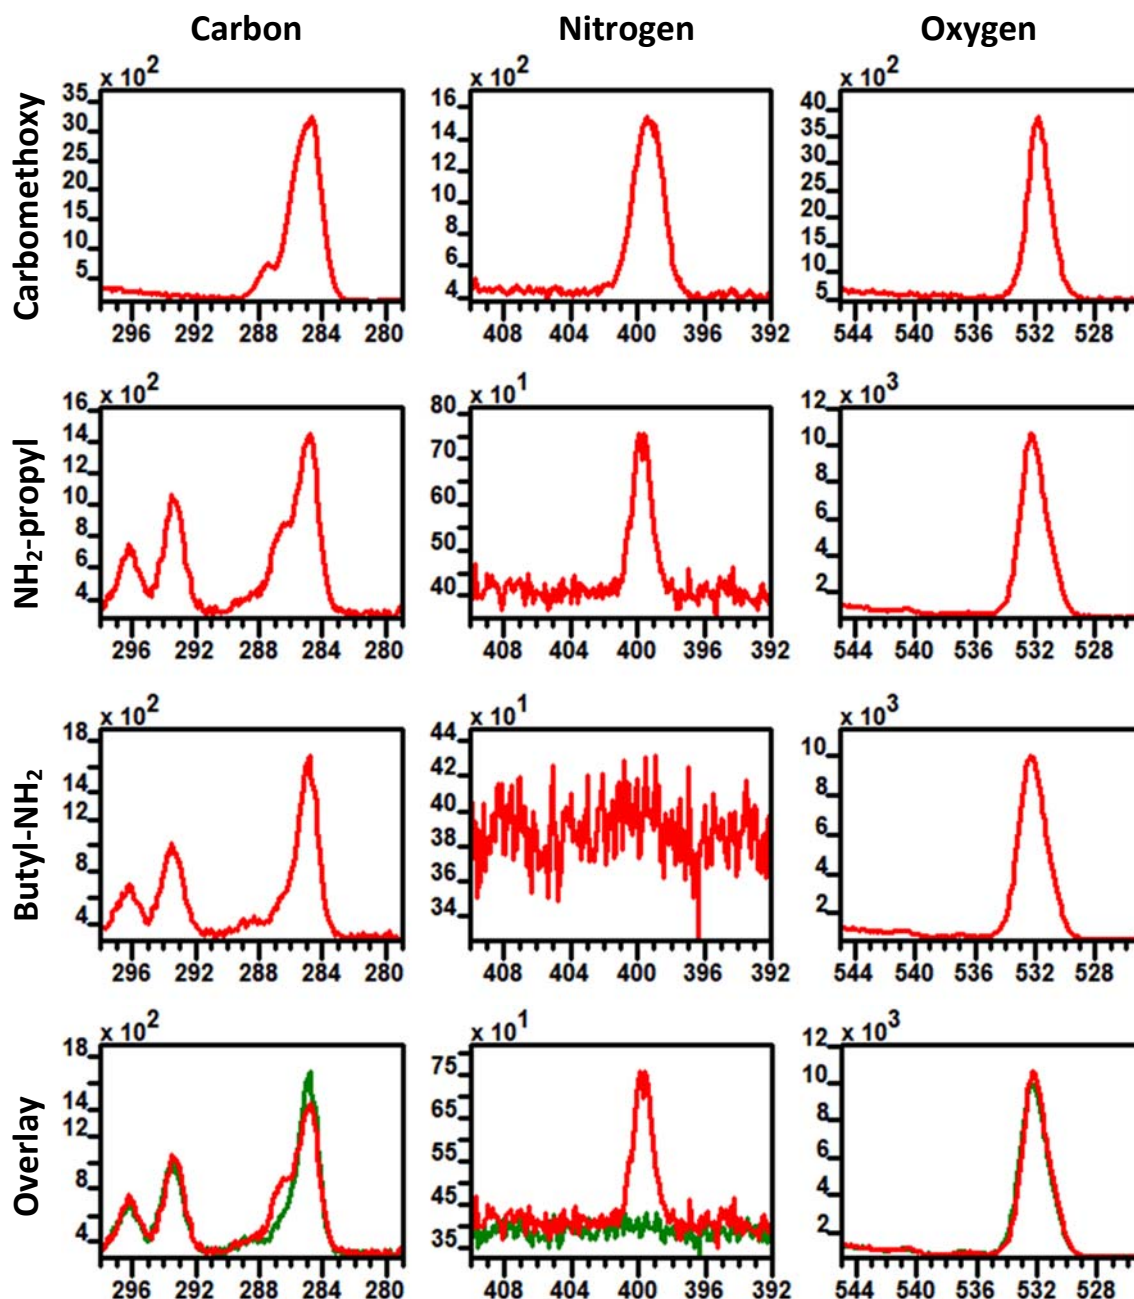 Carbon Nitrogen Oxygen
Carbomethoxy
x 10²
35
30
25
20
15
10
5
296 292 288 284 280
x 10²
16
14
12
10
8
6
4
408 404 400 396 392
x 10²
40
35
30
25
20
15
10
5
544 540 536 532 528
NH₂-propyl
x 10²
16
14
12
10
8
6
4
296 292 288 284 280
x 10¹
80
70
60
50
40
408 404 400 396 392
x 10³
12
10
8
6
4
2
544 540 536 532 528
Butyl-NH₂
x 10²
18
14
12
8
4
296 292 288 284 280
x 10¹
44
42
40
38
36
34
408 404 400 396 392
x 10³
10
8
6
4
2
544 540 536 532 528
Overlay
x 10²
18
14
12
8
4
296 292 288 284 280
x 10¹
75
65
55
45
35
408 404 400 396 392
x 10³
12
10
8
6
4
2
544 540 536 532 528